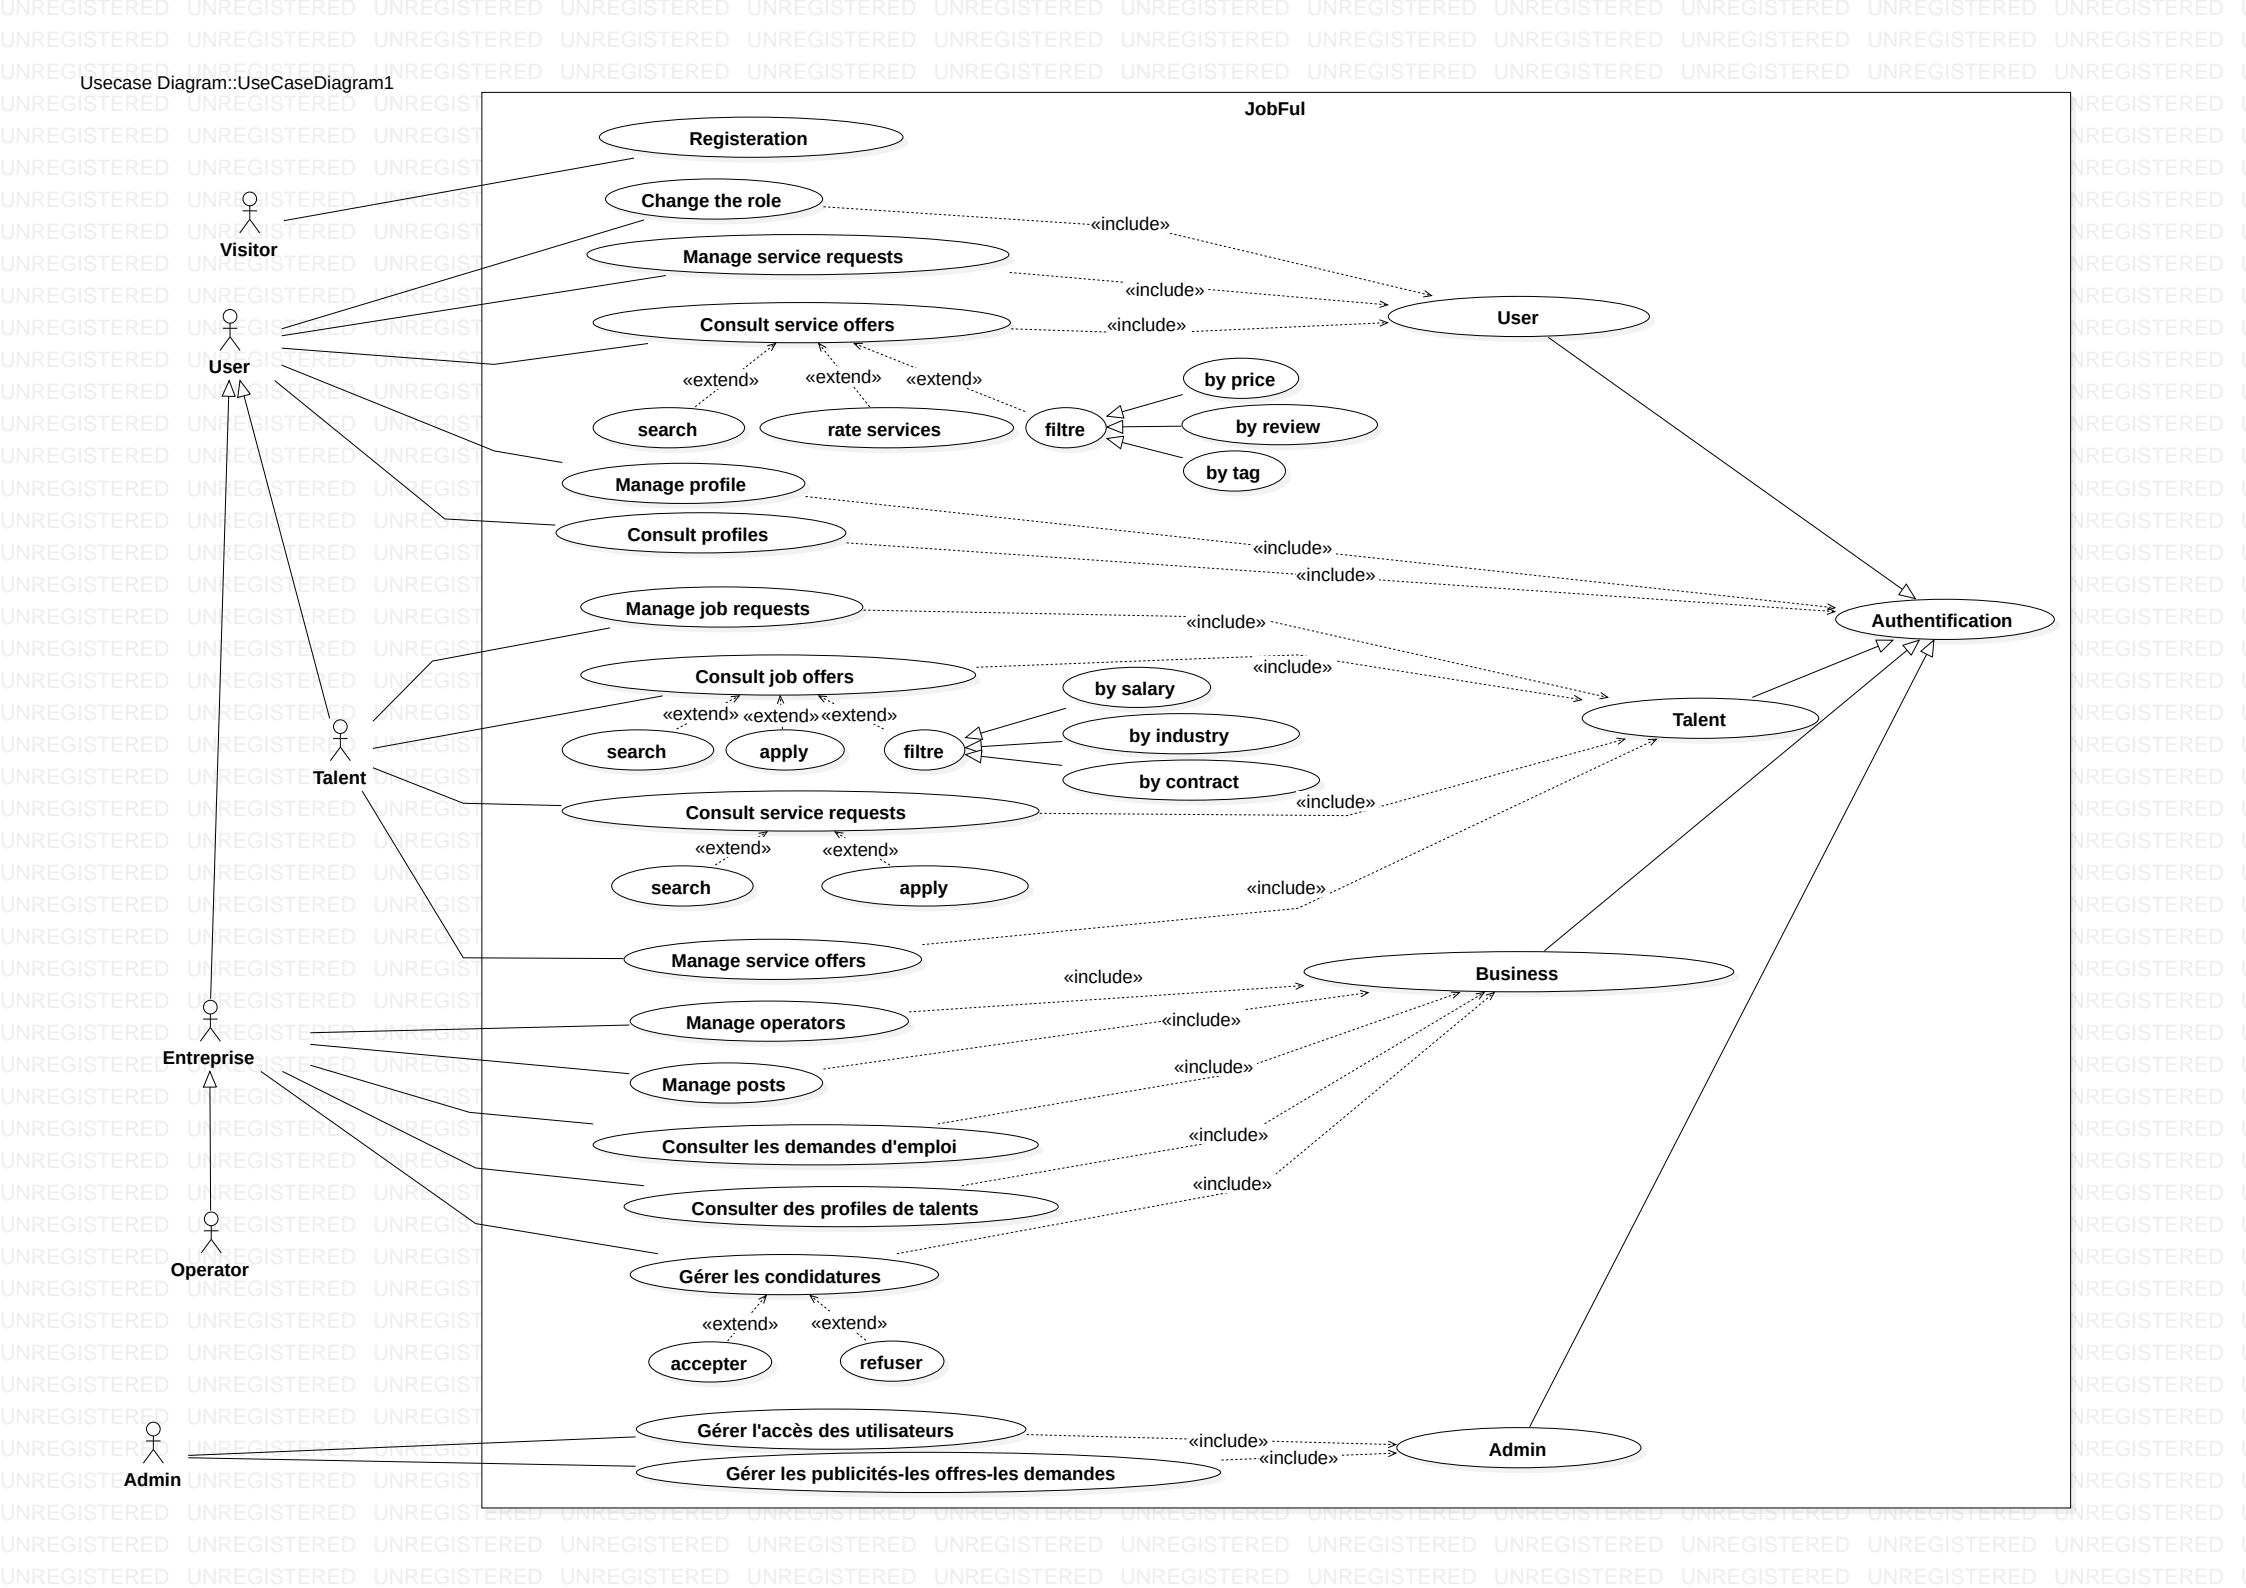 Usecase Diagram::UseCaseDiagram1
JobFul
Registeration
Change the role
«include»
Visitor
Manage service requests
«include»
User
Consult service offers
«include»
User
«extend»
«extend»
«extend»
by price
search
rate services
filtre
by review
by tag
Manage profile
Consult profiles
«include»
«include»
Manage job requests
«include»
Authentification
Consult job offers
«include»
by salary
«extend»
«extend»
«extend»
Talent
search
apply
filtre
by industry
Talent
by contract
«include»
Consult service requests
«extend»
«extend»
search
apply
«include»
Manage service offers
«include»
Business
Manage operators
«include»
Entreprise
Manage posts
«include»
Consulter les demandes d'emploi
«include»
Consulter des profiles de talents
«include»
Operator
Gérer les condidatures
«extend»
«extend»
accepter
refuser
Gérer l'accès des utilisateurs
«include»
Admin
«include»
Admin
Gérer les publicités-les offres-les demandes
UNREGISTERED